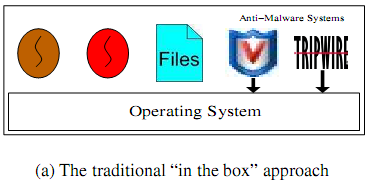 Anti-Malware Systems
Files
V
TRIPWIRE
Operating System
(a) The traditional “in the box” approach